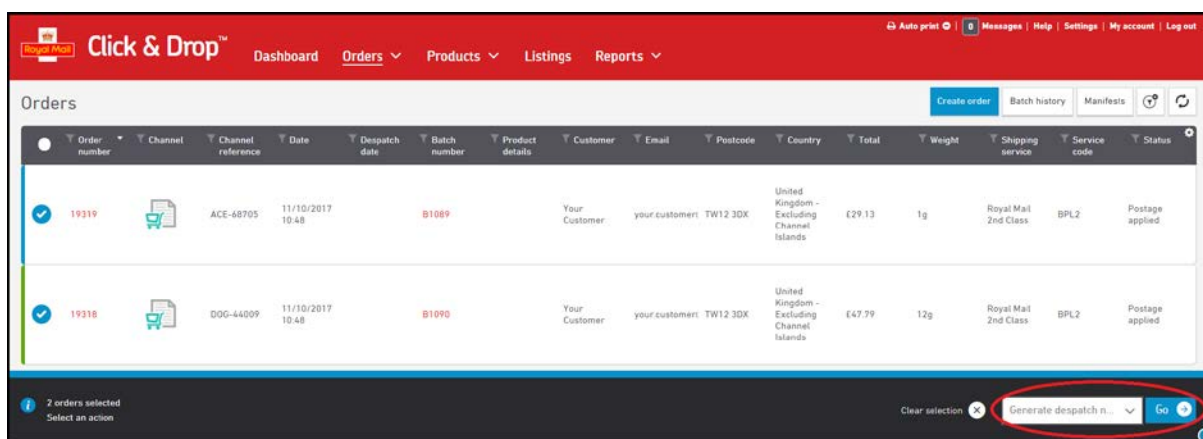 Auto print | 0 Messages | Help | Settings | My account | Log out
Royal Mail
Click & Drop™
Dashboard Orders Products Listings Reports
Orders
Create order Batch history Manifests
Order number Channel Channel reference Date Despatch date Batch number Product details Customer Email Postcode Country Total Weight Shipping service Service code Status
19319 ACE-68705 11/10/2017 10:48 B1089 Your Customer your.customer( TW12 3DX United Kingdom - Excluding Channel Islands £29.13 1g Royal Mail 2nd Class BPL2 Postage applied
19318 DOG-44009 11/10/2017 10:48 B1090 Your Customer your.customer( TW12 3DX United Kingdom - Excluding Channel Islands £47.79 12g Royal Mail 2nd Class BPL2 Postage applied
2 orders selected
Select an action
Clear selection Generate despatch n... Go